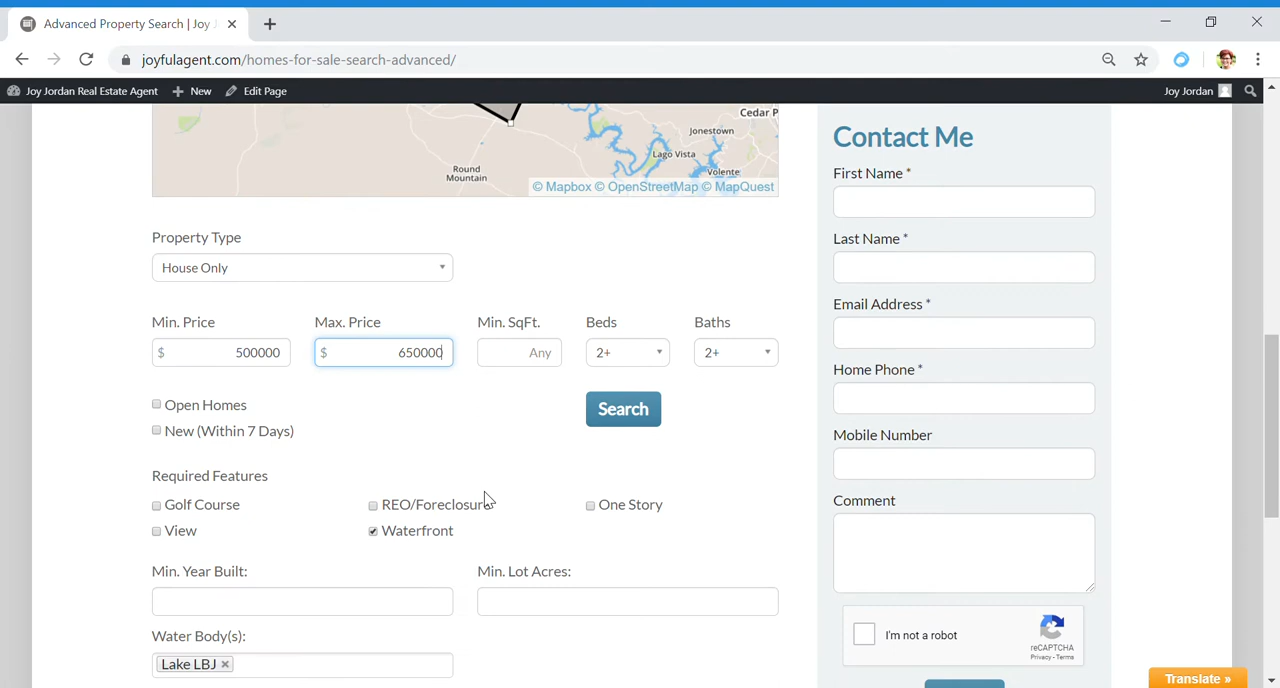 Advanced Property Search | Joy J
joyfulagent.com/homes-for-sale-search-advanced/
Joy Jordan Real Estate Agent
New
Edit Page
Joy Jordan
Cedar P
Jonestown
Lago Vista
Volente
Round
Mountain
© Mapbox © OpenStreetMap © MapQuest
Property Type
House Only
Min. Price
Max. Price
Min. SqFt.
Beds
Baths
$ 500000
$ 650000
Any
2+
2+
Open Homes
New (Within 7 Days)
Search
Required Features
Golf Course
REO/Foreclosure
One Story
View
Waterfront
Min. Year Built:
Min. Lot Acres:
Water Body(s):
Lake LBJ ×
Contact Me
First Name *
Last Name *
Email Address *
Home Phone *
Mobile Number
Comment
I'm not a robot
reCAPTCHA
Privacy - Terms
Translate »